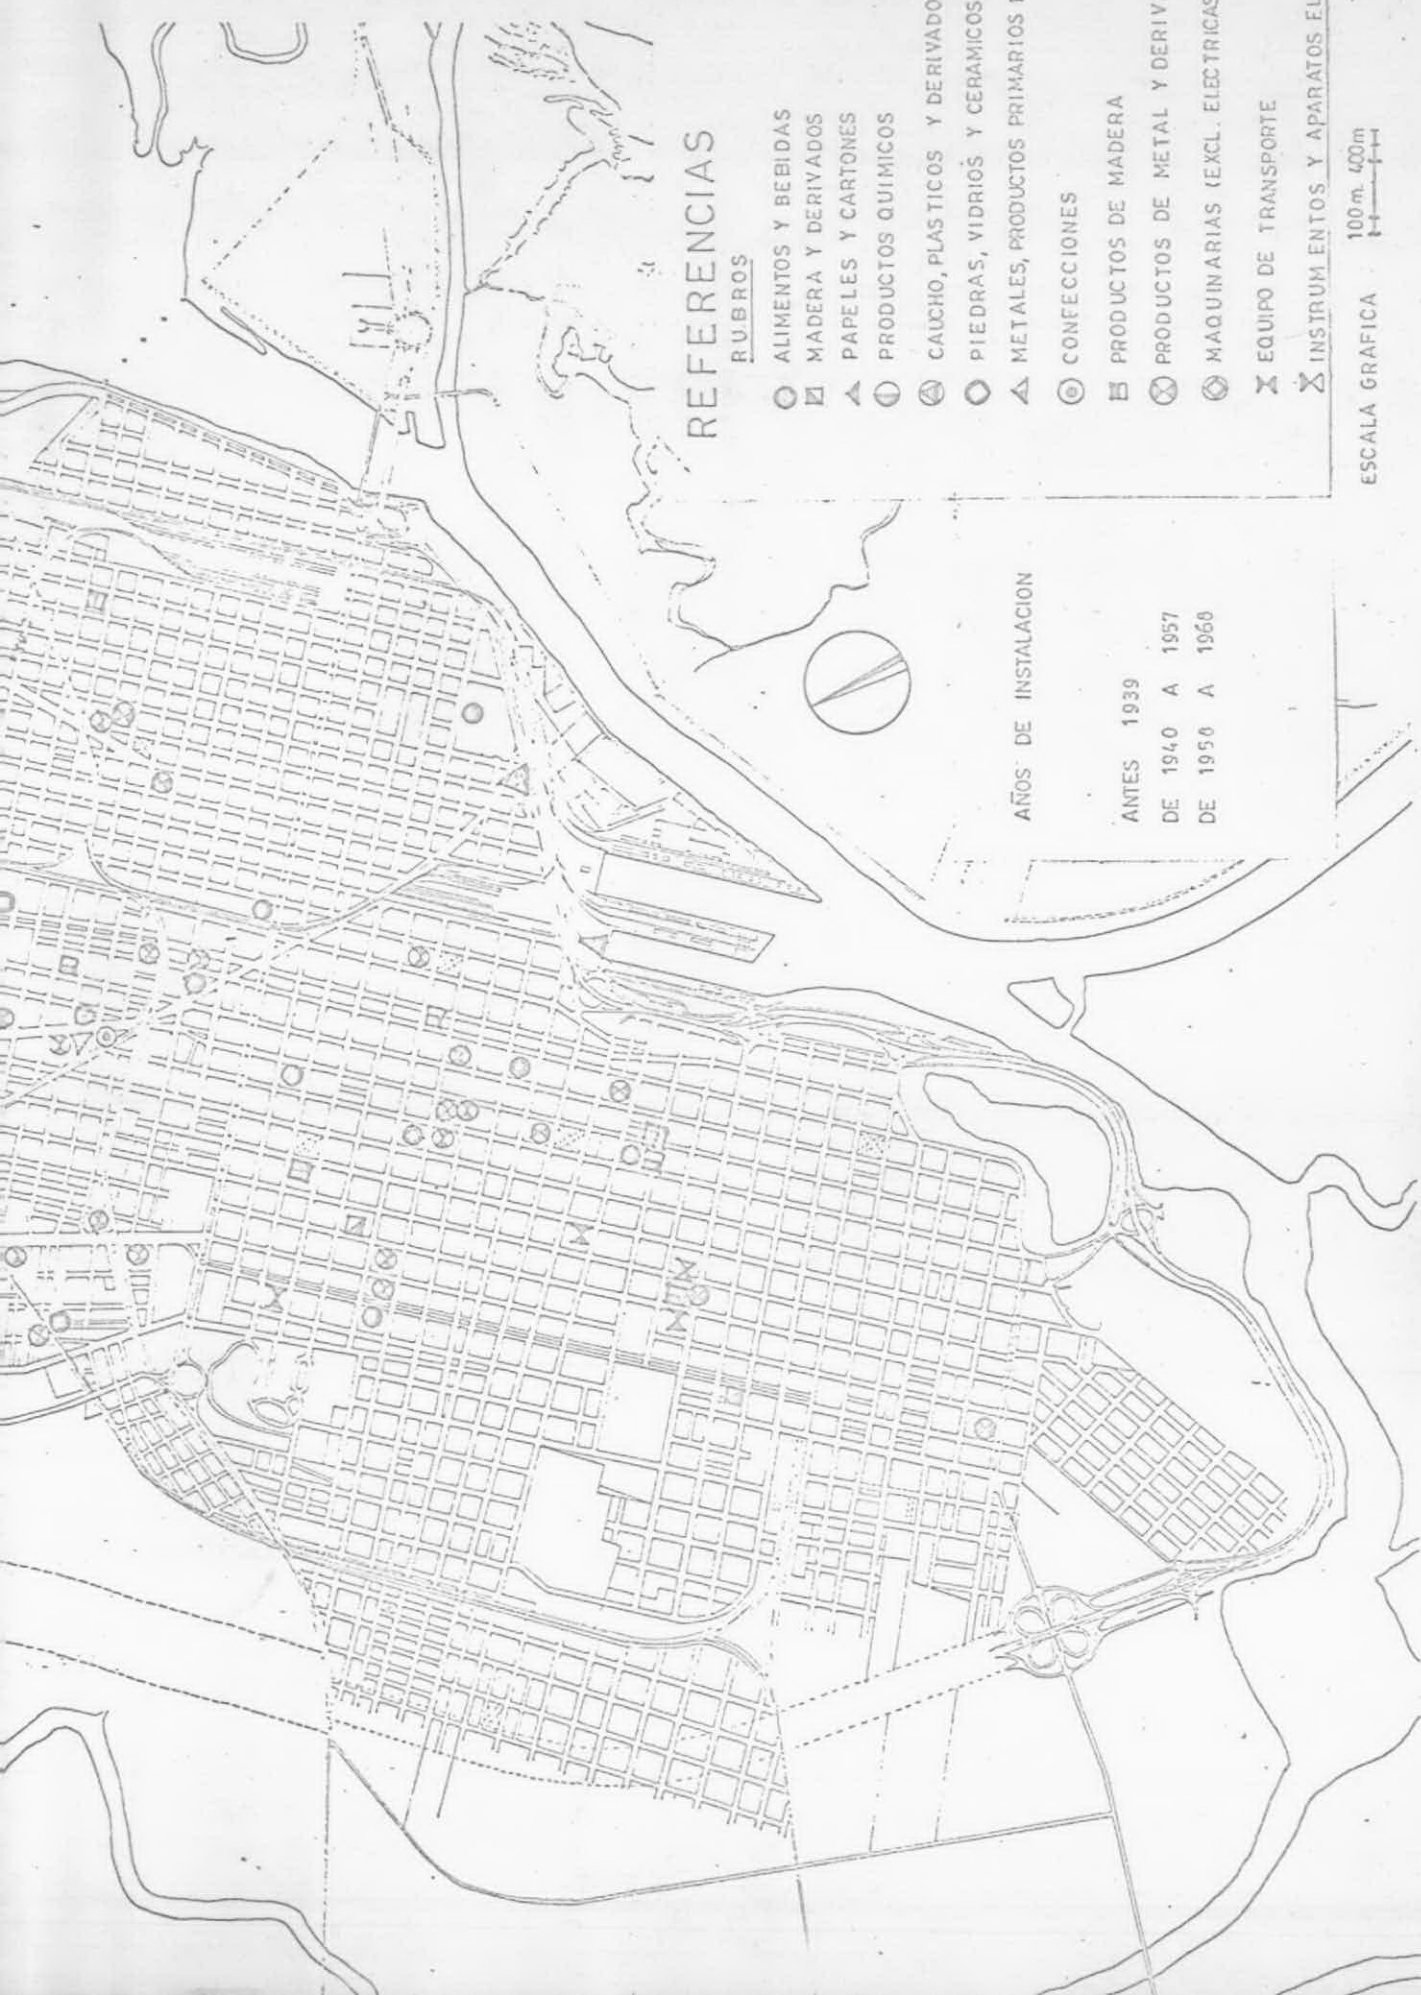 REFERENCIAS
RUBROS
ALIMENTOS Y BEBIDAS
MADERA Y DERIVADOS
PAPELES Y CARTONES
PRODUCTOS QUIMICOS
CAUCHO, PLASTICOS Y DERIVADO
PIEDRAS, VIDRIOS Y CERAMICOS
METALES, PRODUCTOS PRIMARIOS
CONFECCIONES
PRODUCTOS DE MADERA
PRODUCTOS DE METAL Y DERIV
MAQUINARIAS (EXCL. ELECTRICAS
EQUIPO DE TRANSPORTE
INSTRUMENTOS Y APARATOS EL
ESCALA GRAFICA 100m 400m
AÑOS DE INSTALACION
ANTES 1939
DE 1940 A 1957
DE 1958 A 1968